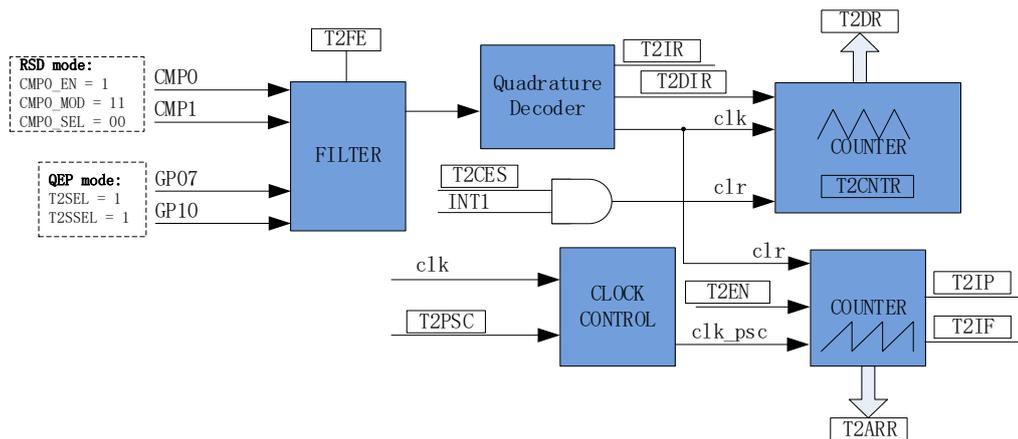 T2DR
T2FE
RSD mode:
CMP0_EN = 1
CMP0_MOD = 11
CMP0_SEL = 00
CMP0
CMP1
QEP mode:
T2SEL = 1
T2SSEL = 1
GP07
GP10
FILTER
Quadrature
Decoder
T2IR
T2DIR
clk
COUNTER
T2CNTR
T2CES
INT1
clr
clk
T2PSC
CLOCK
CONTROL
clr
T2EN
clk_psc
COUNTER
T2IP
T2IF
T2ARR